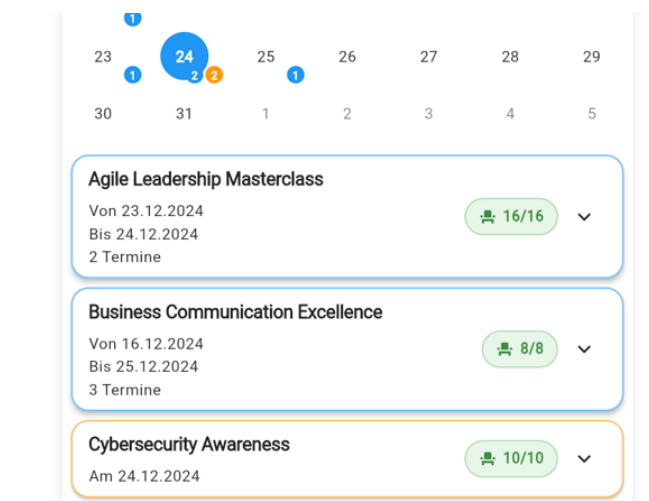 1
23 24 25 26 27 28 29
1 2 2 1
30 31 1 2 3 4 5
Agile Leadership Masterclass
Von 23.12.2024
16/16
Bis 24.12.2024
2 Termine
Business Communication Excellence
Von 16.12.2024
8/8
Bis 25.12.2024
3 Termine
Cybersecurity Awareness
10/10
Am 24.12.2024